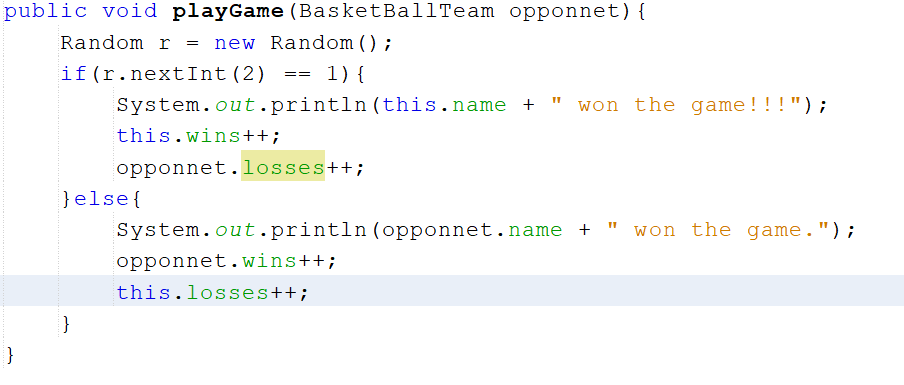 public void playGame(BasketBallTeam opponnet){
    Random r = new Random();
    if(r.nextInt(2) == 1){
        System.out.println(this.name + " won the game!!!");
        this.wins++;
        opponnet.losses++;
    }else{
        System.out.println(opponnet.name + " won the game.");
        opponnet.wins++;
        this.losses++;
    }
}